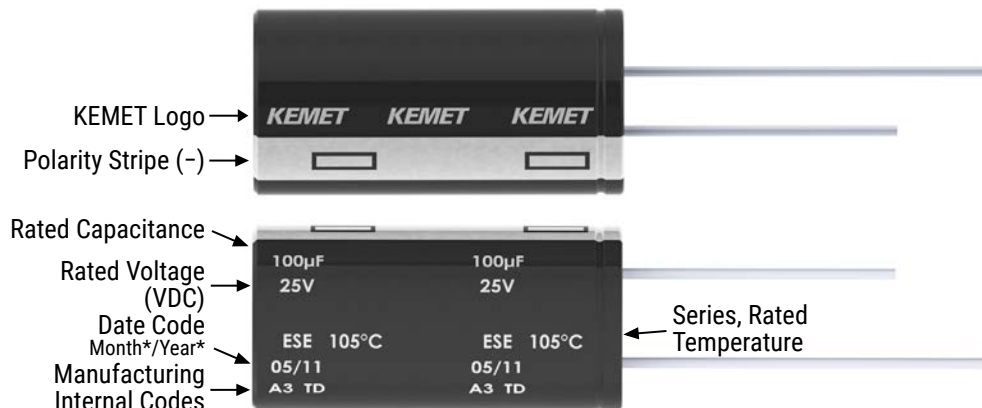 KEMET Logo
KEMET KEMET KEMET
Polarity Stripe (−)
Rated Capacitance
100µF 100µF
Rated Voltage
(VDC)
25V 25V
Date Code
Month*/Year*
ESE 105°C ESE 105°C
Series, Rated
Temperature
05/11 05/11
Manufacturing
Internal Codes
A3 TD A3 TD